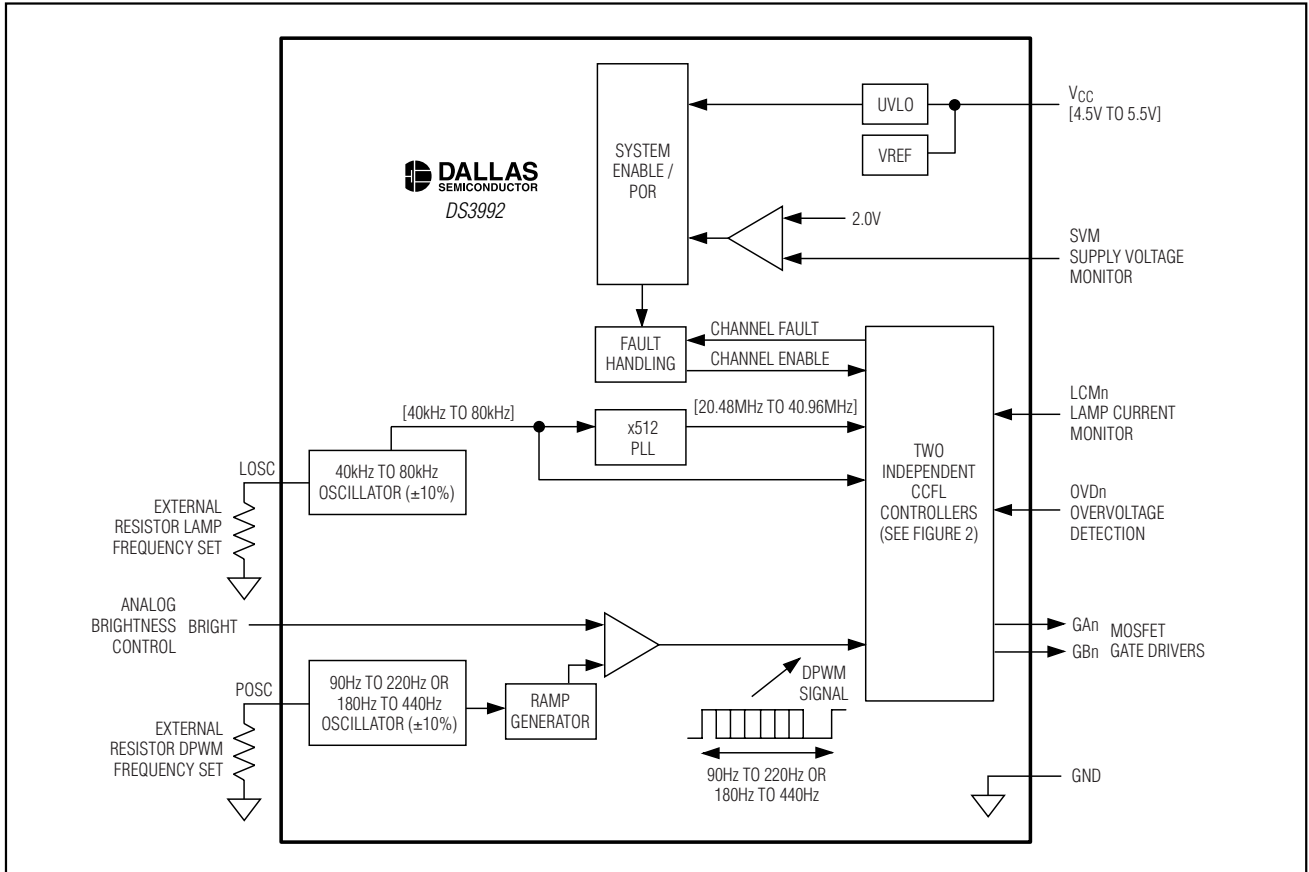 DALLAS
SEMICONDUCTOR
DS3992
SYSTEM
ENABLE /
POR
UVLO
VREF
VCC
[4.5V TO 5.5V]
2.0V
SVM
SUPPLY VOLTAGE
MONITOR
FAULT
HANDLING
CHANNEL FAULT
CHANNEL ENABLE
[40kHz TO 80kHz]
x512
PLL
[20.48MHz TO 40.96MHz]
TWO
INDEPENDENT
CCFL
CONTROLLERS
(SEE FIGURE 2)
LCMn
LAMP CURRENT
MONITOR
OVDn
OVERVOLTAGE
DETECTION
LOSC
40kHz TO 80kHz
OSCILLATOR (±10%)
EXTERNAL
RESISTOR LAMP
FREQUENCY SET
ANALOG
BRIGHTNESS
CONTROL
BRIGHT
GAn
GBn
MOSFET
GATE DRIVERS
POSC
90Hz TO 220Hz OR
180Hz TO 440Hz
OSCILLATOR (±10%)
RAMP
GENERATOR
DPWM
SIGNAL
EXTERNAL
RESISTOR DPWM
FREQUENCY SET
90Hz TO 220Hz OR
180Hz TO 440Hz
GND